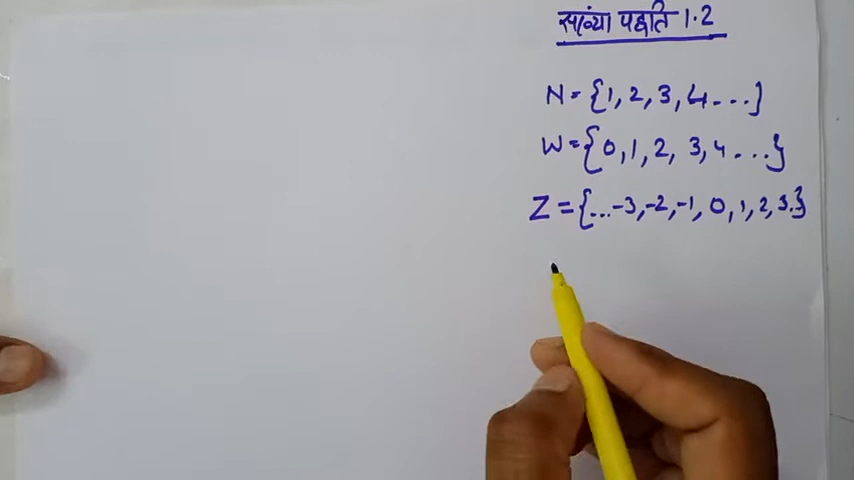 सांख्या पद्धति 1.2
N = {1, 2, 3, 4 ....}
W = {0, 1, 2, 3, 4 ....}
Z = {...-3, -2, -1, 0, 1, 2, 3..}